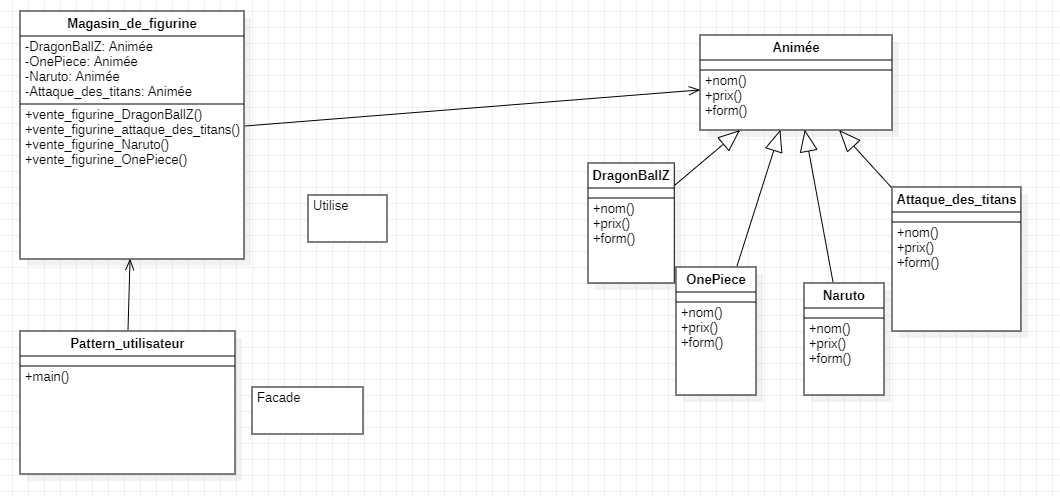 Magasin_de_figurine
-DragonBallZ: Animée
-OnePiece: Animée
-Naruto: Animée
-Attaque_des_titans: Animée
+vente_figurine_DragonBallZ()
+vente_figurine_attaque_des_titans()
+vente_figurine_Naruto()
+vente_figurine_OnePiece()
Animée
+nom()
+prix()
+form()
DragonBallZ
+nom()
+prix()
+form()
Attaque_des_titans
+nom()
+prix()
+form()
Utilise
OnePiece
+nom()
+prix()
+form()
Naruto
+nom()
+prix()
+form()
Pattern_utilisateur
+main()
Facade